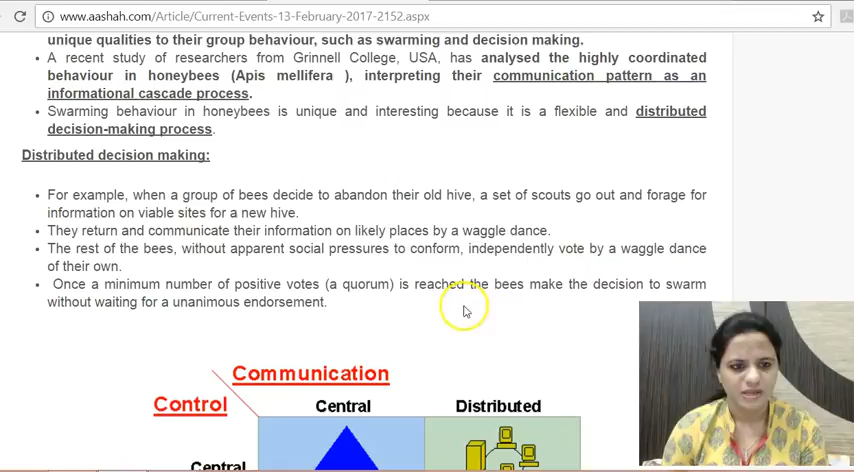 www.aashah.com/Article/Current-Events-13-February-2017-2152.aspx
unique qualities to their group behaviour, such as swarming and decision making.
A recent study of researchers from Grinnell College, USA, has analysed the highly coordinated
behaviour in honeybees (Apis mellifera ), interpreting their communication pattern as an
informational cascade process.
Swarming behaviour in honeybees is unique and interesting because it is a flexible and distributed
decision-making process.
Distributed decision making:
For example, when a group of bees decide to abandon their old hive, a set of scouts go out and forage for
information on viable sites for a new hive.
They return and communicate their information on likely places by a waggle dance.
The rest of the bees, without apparent social pressures to conform, independently vote by a waggle dance
of their own.
Once a minimum number of positive votes (a quorum) is reached the bees make the decision to swarm
without waiting for a unanimous endorsement.
Communication
Control
Central
Distributed
Central